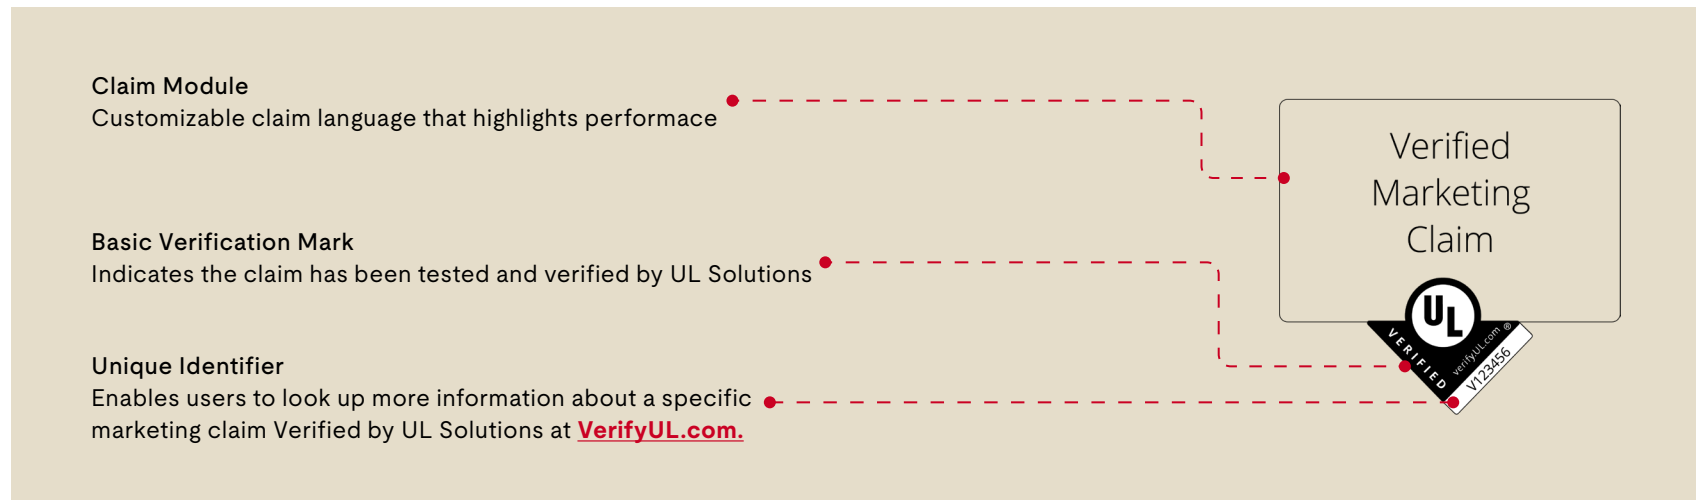 Claim Module
Customizable claim language that highlights performace
Basic Verification Mark
Indicates the claim has been tested and verified by UL Solutions
Unique Identifier
Enables users to look up more information about a specific
marketing claim Verified by UL Solutions at VerifyUL.com.
Verified
Marketing
Claim
UL
VERIFIED
verifyUL.com ®
V123456